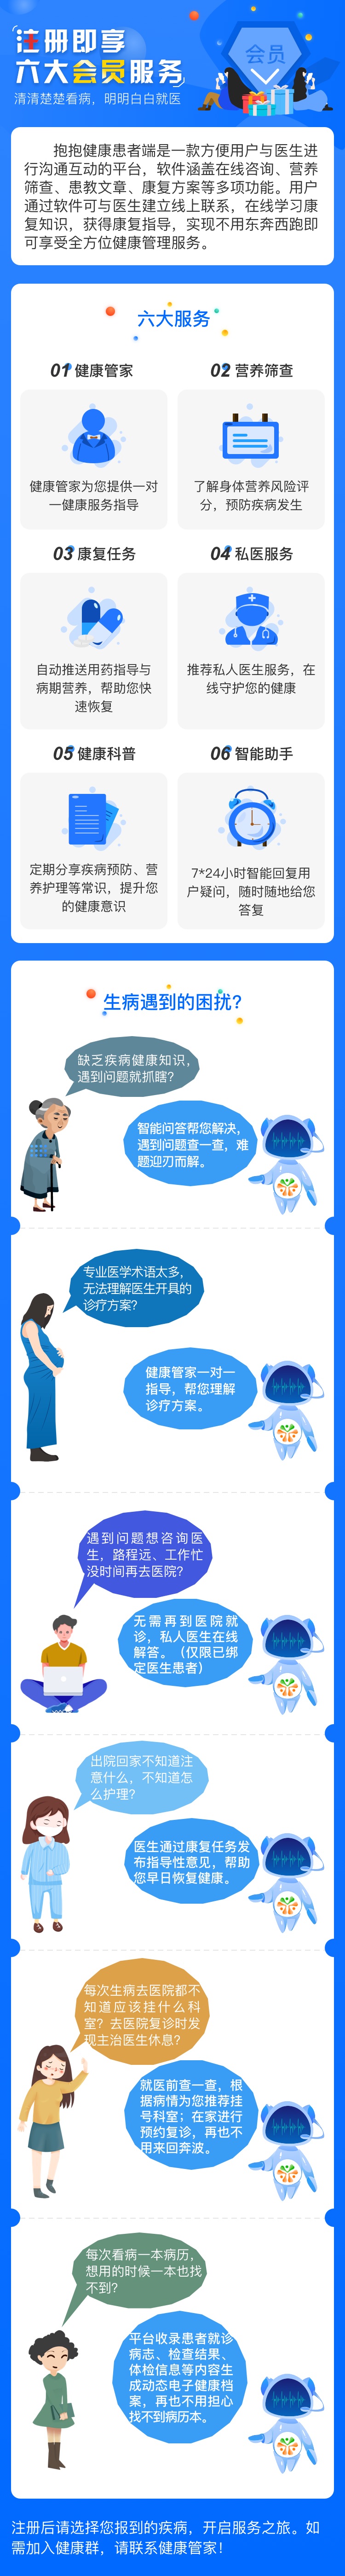 注册即享
六大会员服务
清清楚楚看病，明明白白就医
会员
抱抱健康患者端是一款方便用户与医生进
行沟通互动的平台，软件涵盖在线咨询、营养
筛查、患教文章、康复方案等多项功能。用户
通过软件可与医生建立线上联系，在线学习康
复知识，获得康复指导，实现不用东奔西跑即
可享受全方位健康管理服务。
六大服务
01 健康管家
健康管家为您提供一对
一健康服务指导
02 营养筛查
了解身体营养风险评
分，预防疾病发生
03 康复任务
自动推送用药指导与
病期营养，帮助您快
速恢复
04 私医服务
推荐私人医生服务，在
线守护您的健康
05 健康科普
定期分享疾病预防、营
养护理等常识，提升您
的健康意识
06 智能助手
7*24小时智能回复用
户疑问，随时随地给您
答复
生病遇到的困扰?
缺乏疾病健康知识，
遇到问题就抓瞎?
智能问答帮您解决，
遇到问题查一查，难
题迎刃而解。
专业医学术语太多，
无法理解医生开具的
诊疗方案?
健康管家一对一
指导，帮您理解
诊疗方案。
遇到问题想咨询医
生，路程远、工作忙
没时间再去医院?
无需再到医院就
诊，私人医生在线
解答。（仅限已绑
定医生患者）
出院回家不知道注
意什么，不知道怎
么护理?
医生通过康复任务发
布指导性意见，帮助
您早日恢复健康。
每次生病去医院都不
知道应该挂什么科
室？去医院复诊时发
现主治医生休息?
就医前查一查，根
据病情为您推荐挂
号科室；在家进行
预约复诊，再也不
用来回奔波。
每次看病一本病历，
想用的时候一本也找
不到?
平台收录患者就诊
病志、检查结果、
体检信息等内容生
成动态电子健康档
案，再也不用担心
找不到病历本。
注册后请选择您报到的疾病，开启服务之旅。如
需加入健康群，请联系健康管家！